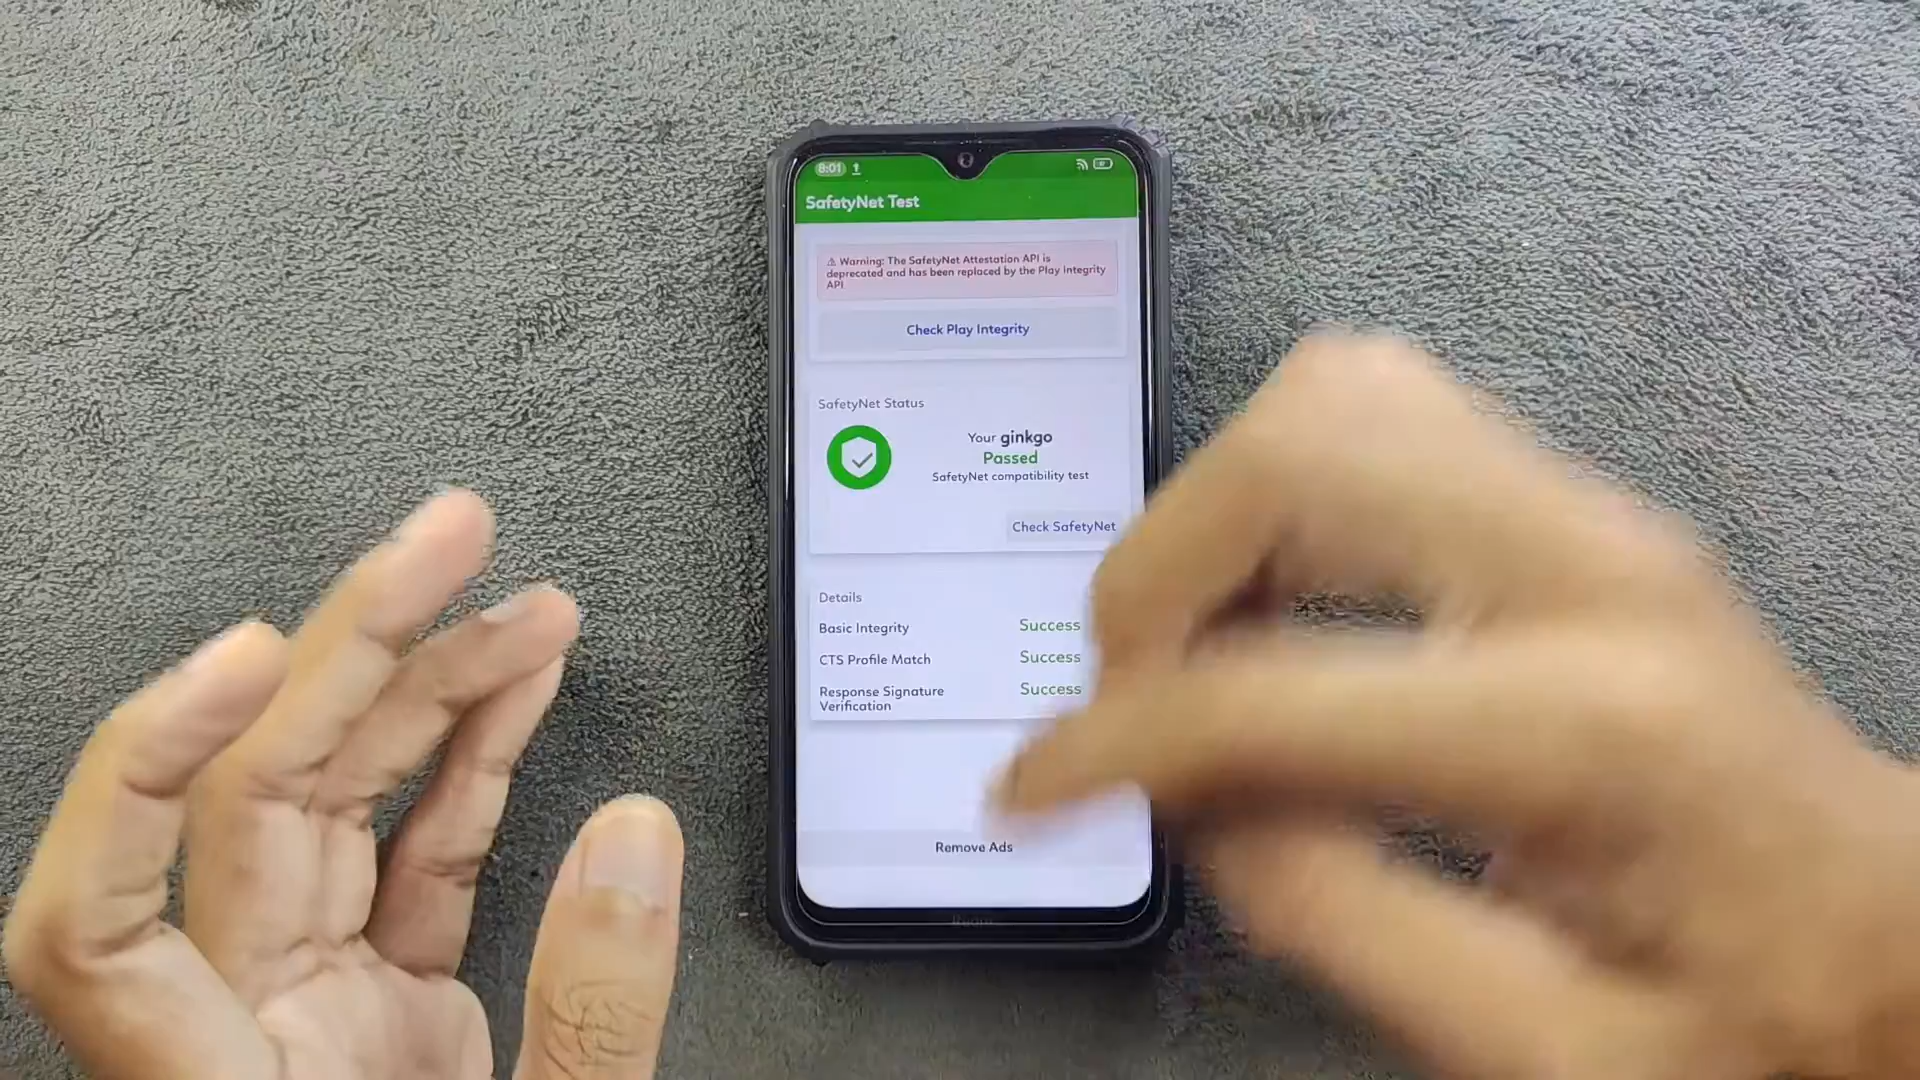 8:01
SafetyNet Test
⚠ Warning: The SafetyNet Attestation API is
deprecated and has been replaced by the Play Integrity
API
Check Play Integrity
SafetyNet Status
Your ginkgo
Passed
SafetyNet compatibility test
Check SafetyNet
Details
Basic Integrity Success
CTS Profile Match Success
Response Signature Success
Verification
Remove Ads
Redmi